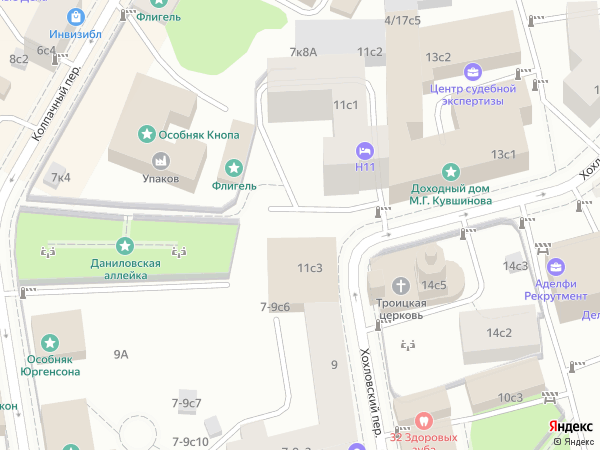 Флигель
4/17с5
Инвизибл
6с4
8с2
7к8А
11с2
13с2
Центр судебной
экспертизы
Колпачный пер.
11с1
Особняк Кнопа
Н11
13с1
7к4
Упаков
Флигель
Доходный дом
М.Г. Кувшинова
Даниловская
аллейка
11с3
14с3
Аделфи
Рекрутмент
14с5
Троицкая
церковь
7-9с6
14с2
Особняк
Юргенсона
9А
9
Хохловский пер.
10с3
7-9с7
7-9с10
32 Здоровых
зуба
© Яндекс
Яндекс